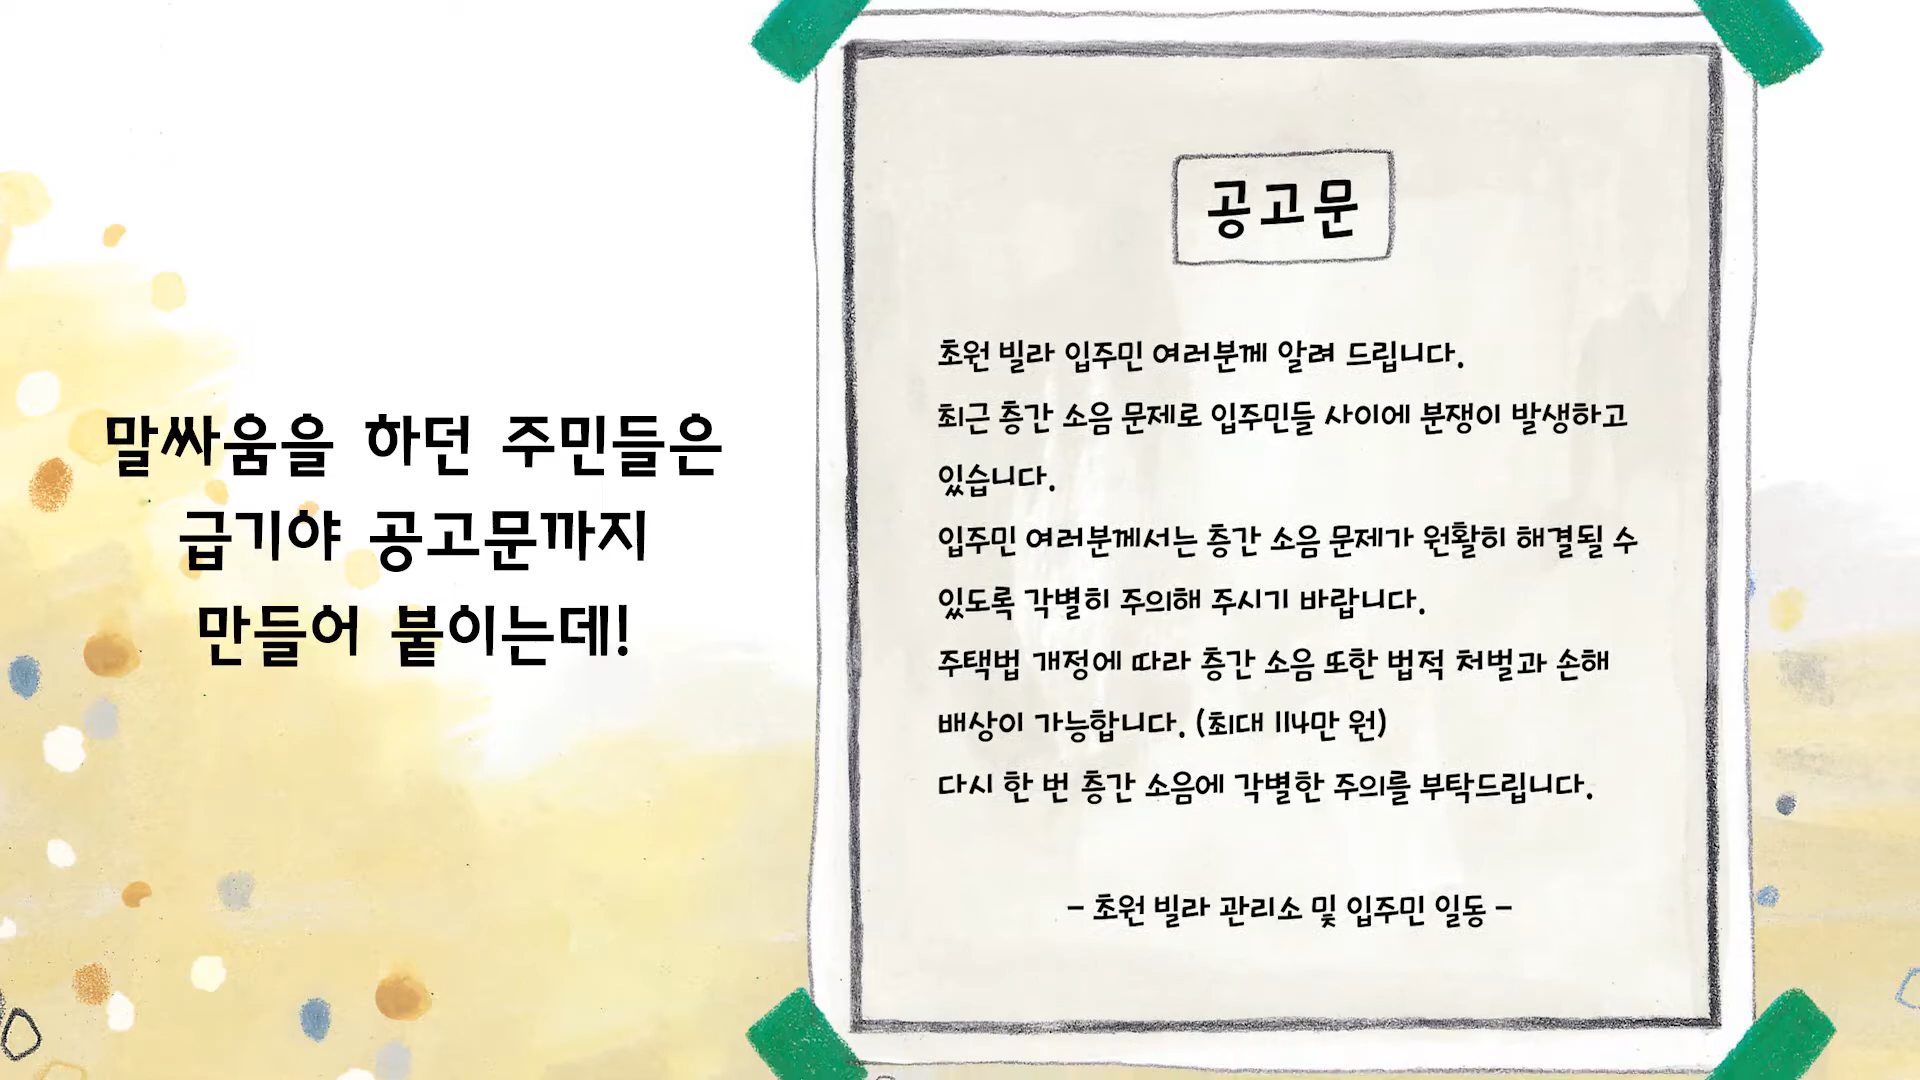 말싸움을 하던 주민들은
급기야 공고문까지
만들어 붙이는데!
공고문
초원 빌라 입주민 여러분께 알려 드립니다.
최근 층간 소음 문제로 입주민들 사이에 분쟁이 발생하고
있습니다.
입주민 여러분께서는 층간 소음 문제가 원활히 해결될 수
있도록 각별히 주의해 주시기 바랍니다.
주택법 개정에 따라 층간 소음 또한 법적 처벌과 손해
배상이 가능합니다. (최대 114만 원)
다시 한 번 층간 소음에 각별한 주의를 부탁드립니다.
- 초원 빌라 관리소 및 입주민 일동 -